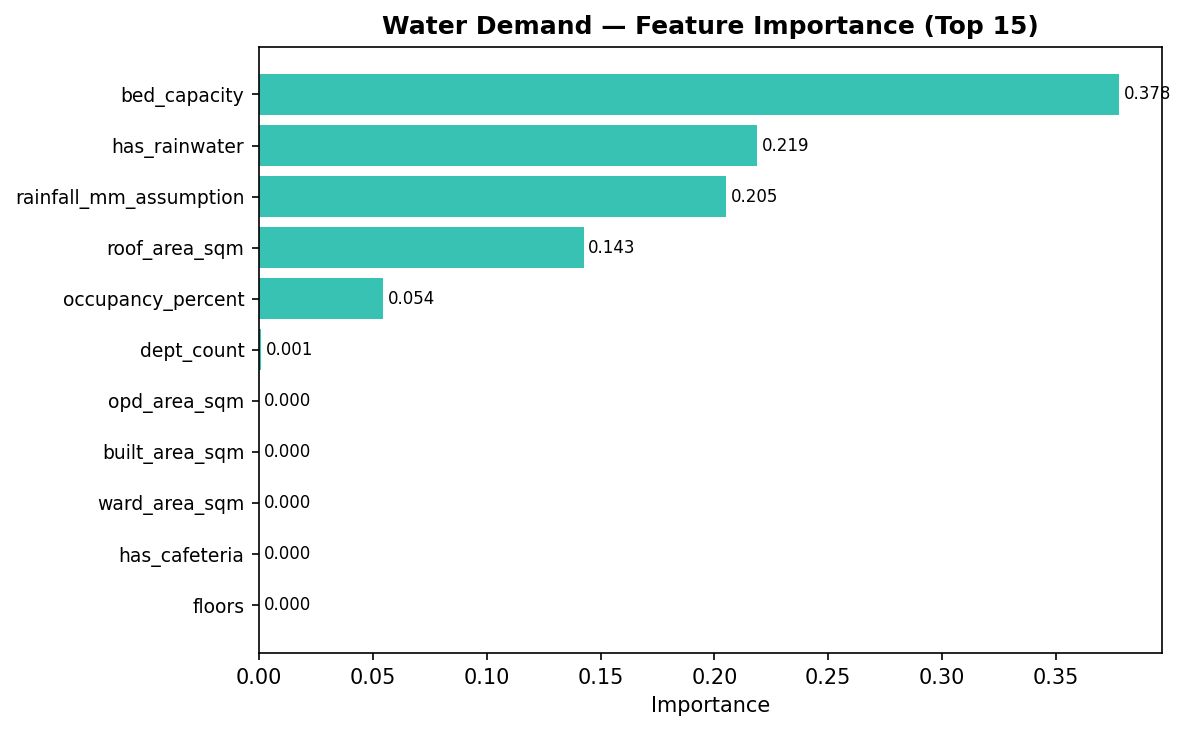 Water Demand — Feature Importance (Top 15)
bed_capacity 0.378
has_rainwater 0.219
rainfall_mm_assumption 0.205
roof_area_sqm 0.143
occupancy_percent 0.054
dept_count 0.001
opd_area_sqm 0.000
built_area_sqm 0.000
ward_area_sqm 0.000
has_cafeteria 0.000
floors 0.000
0.00 0.05 0.10 0.15 0.20 0.25 0.30 0.35
Importance